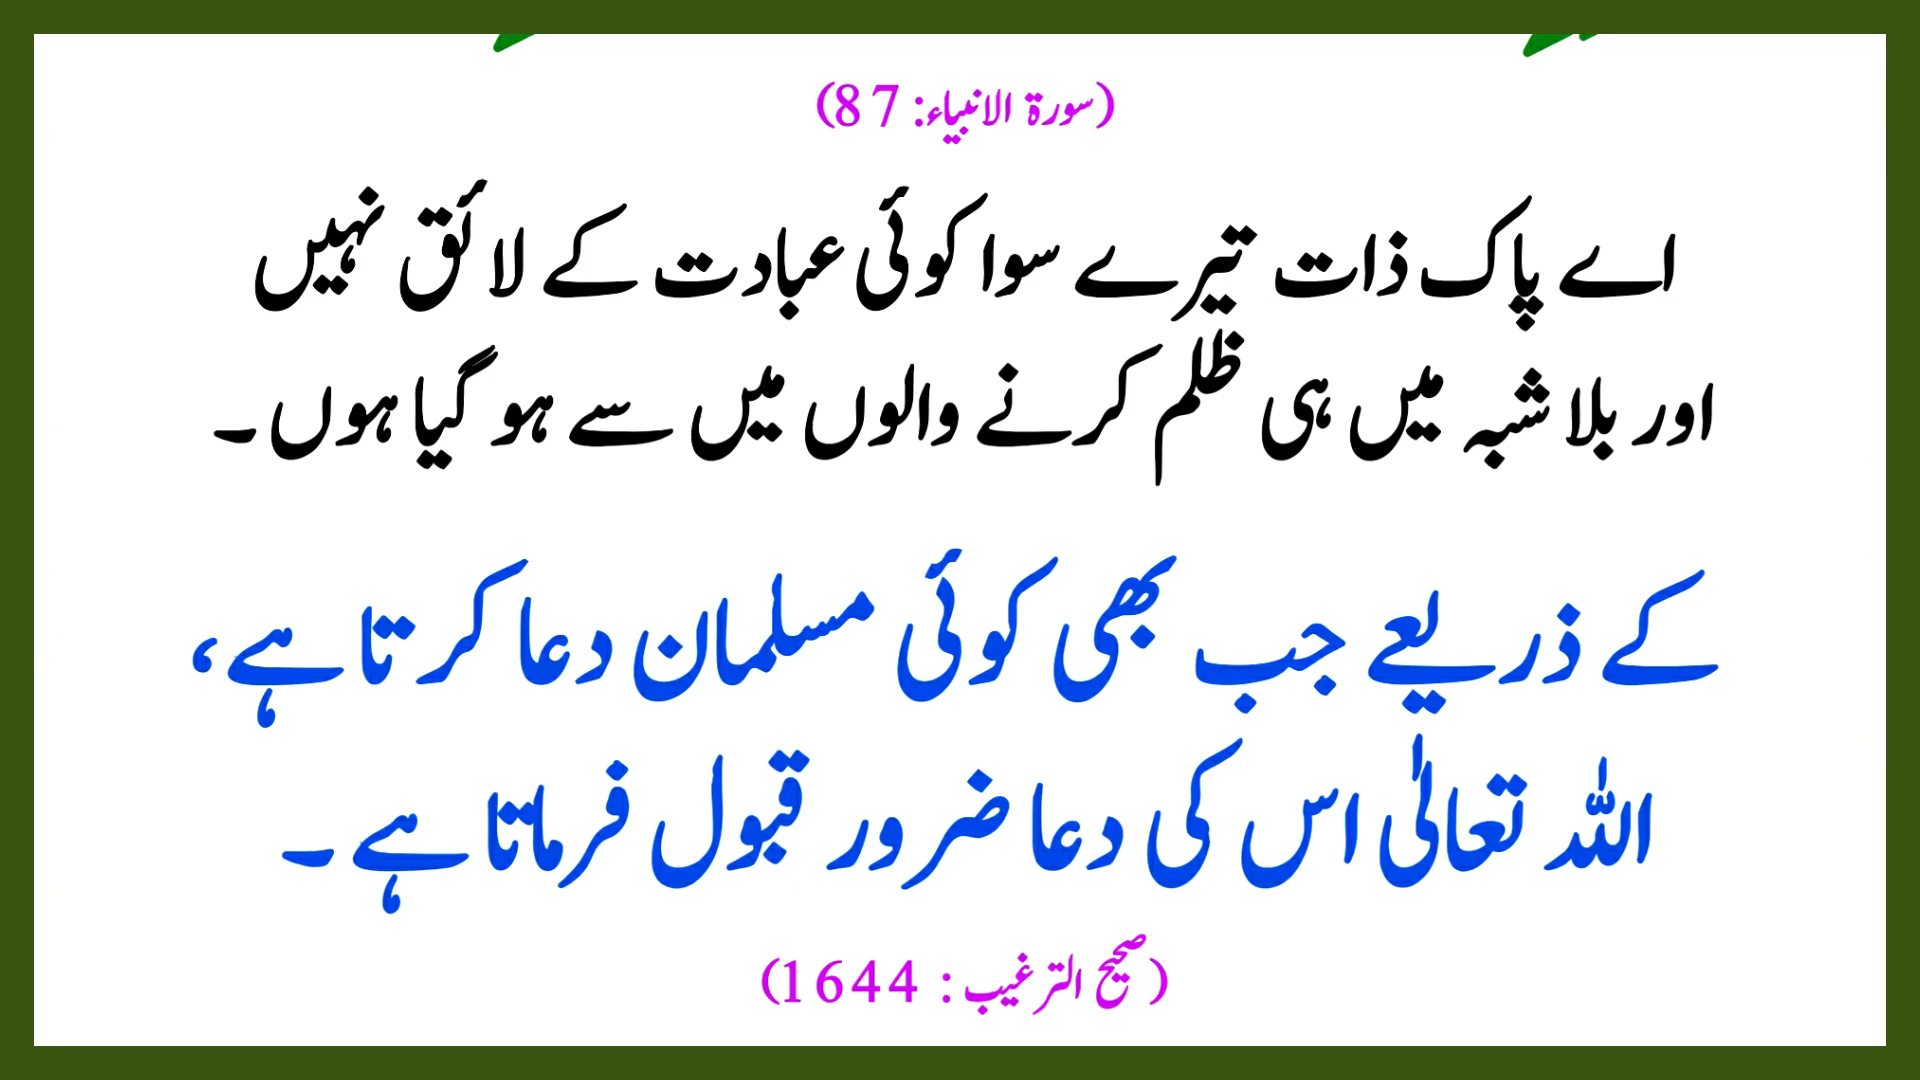 (سورۃ الانبیاء: 87)
اے پاک ذات تیرے سوا کوئی عبادت کے لائق نہیں
اور بلا شبہ میں ہی ظلم کرنے والوں میں سے ہو گیا ہوں۔
کے ذریعے جب بھی کوئی مسلمان دعا کرتا ہے،
اللہ تعالیٰ اس کی دعا ضرور قبول فرماتا ہے۔
(صحیح الترغیب : 1644)